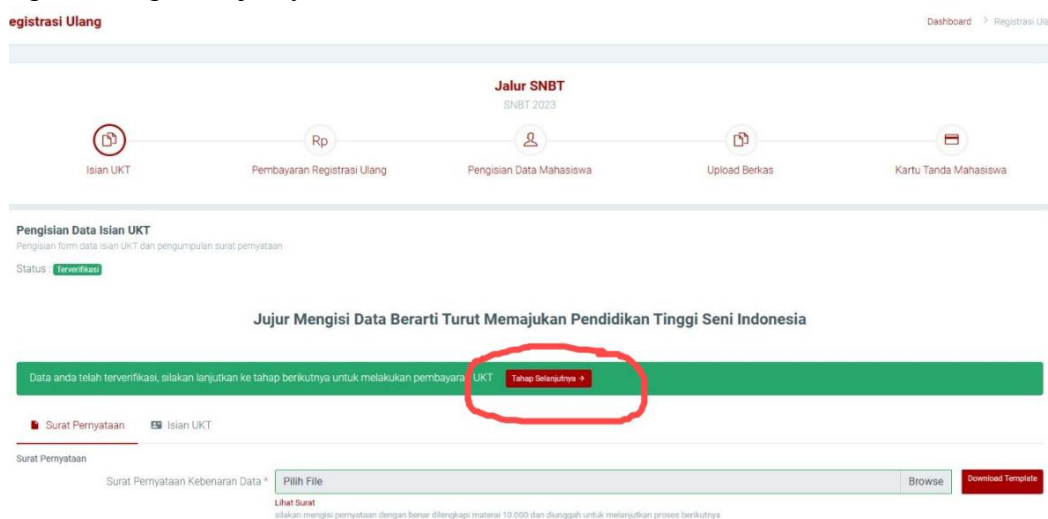 egistrasi Ulang
Dashboard > Registrasi Ula
Jalur SNBT
SNBT 2023
Rp
Isian UKT
Pembayaran Registrasi Ulang
Pengisian Data Mahasiswa
Upload Berkas
Kartu Tanda Mahasiswa
Pengisian Data Isian UKT
Pengisian form data isian UKT dan pengumpulan surat pernyataan
Status : Terverifikasi
Jujur Mengisi Data Berarti Turut Memajukan Pendidikan Tinggi Seni Indonesia
Data anda telah terverifikasi, silakan lanjutkan ke tahap berikutnya untuk melakukan pembayara UKT Tahap Selanjutnya →
Surat Pernyataan Isian UKT
Surat Pernyataan
Surat Pernyataan Kebenaran Data * Pilih File Browse Download Template
Lihat Surat
silakan mengisi pernyataan dengan benar dilengkapi materai 10.000 dan diunggah untuk melanjutkan proses berikutnya